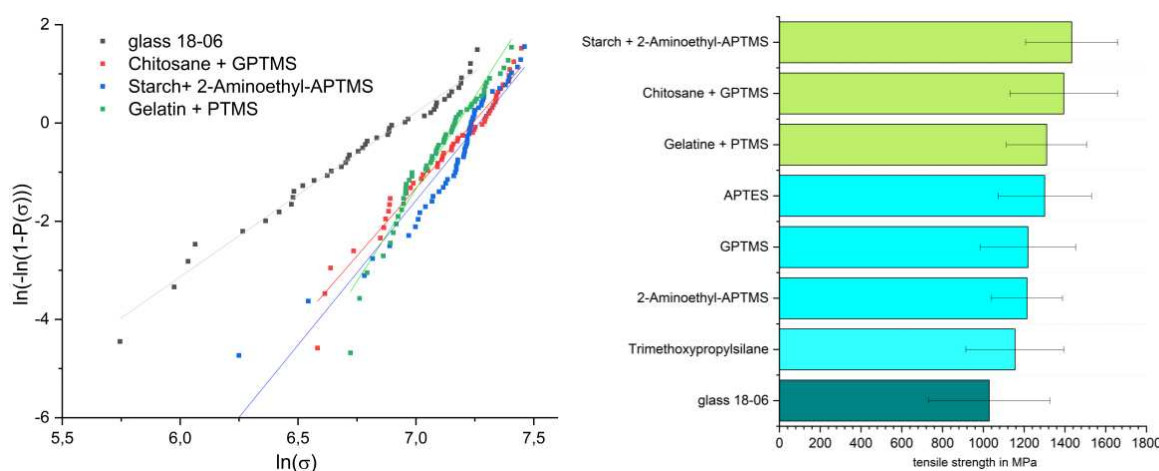 glass 18-06
Chitosane + GPTMS
Starch+ 2-Aminoethyl-APTMS
Gelatin + PTMS
2
0
-2
-4
-6
ln(-ln(1-P(σ)))
5,5 6,0 6,5 7,0 7,5
ln(σ)
Starch + 2-Aminoethyl-APTMS
Chitosane + GPTMS
Gelatine + PTMS
APTES
GPTMS
2-Aminoethyl-APTMS
Trimethoxypropylsilane
glass 18-06
0 200 400 600 800 1000 1200 1400 1600 1800
tensile strength in MPa